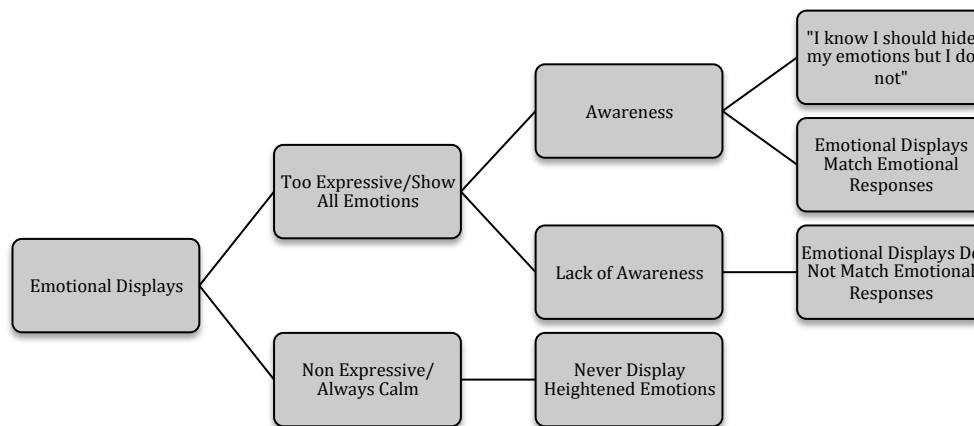 "I know I should hide
my emotions but I do
not"
Awareness
Emotional Displays
Match Emotional
Responses
Too Expressive/Show
All Emotions
Emotional Displays
Lack of Awareness
Emotional Displays Do
Not Match Emotional
Responses
Non Expressive/
Always Calm
Never Display
Heightened Emotions